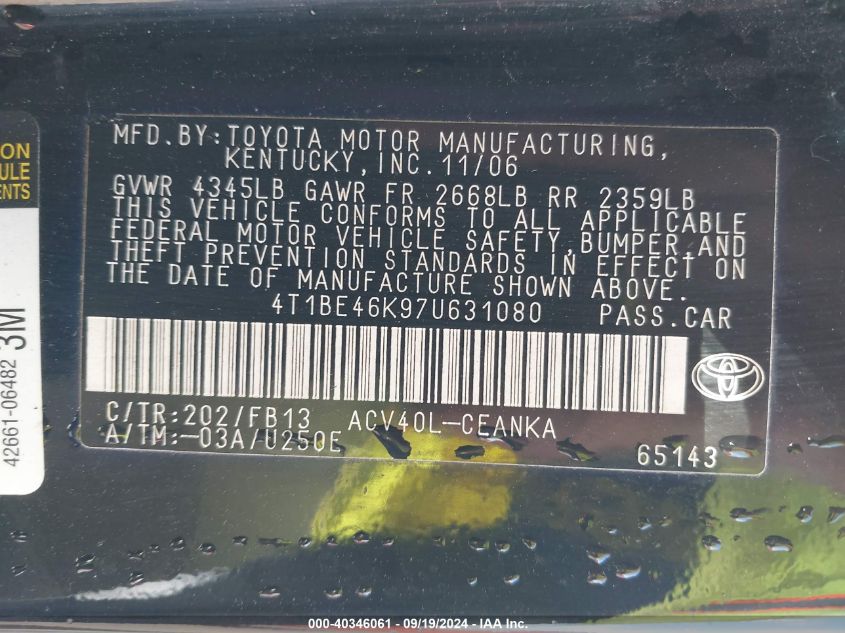 MFD.BY:TOYOTA MOTOR MANUFACTURING,
KENTUCKY,INC.11/06
GVWR 4345LB GAWR FR 2668LB RR 2359LB
THIS VEHICLE CONFORMS TO ALL APPLICABLE
FEDERAL MOTOR VEHICLE SAFETY,BUMPER,AND
THEFT PREVENTION STANDARDS IN EFFECT ON
THE DATE OF MANUFACTURE SHOWN ABOVE.
4T1BE46K97U631080 PASS.CAR
C/TR:202/FB13 ACV40L-CEANKA
A/TM:-03A/U250E
65143
ON
ULE
ENTS
42661-06482 3M
000-40346061 - 09/19/2024 - IAA Inc.